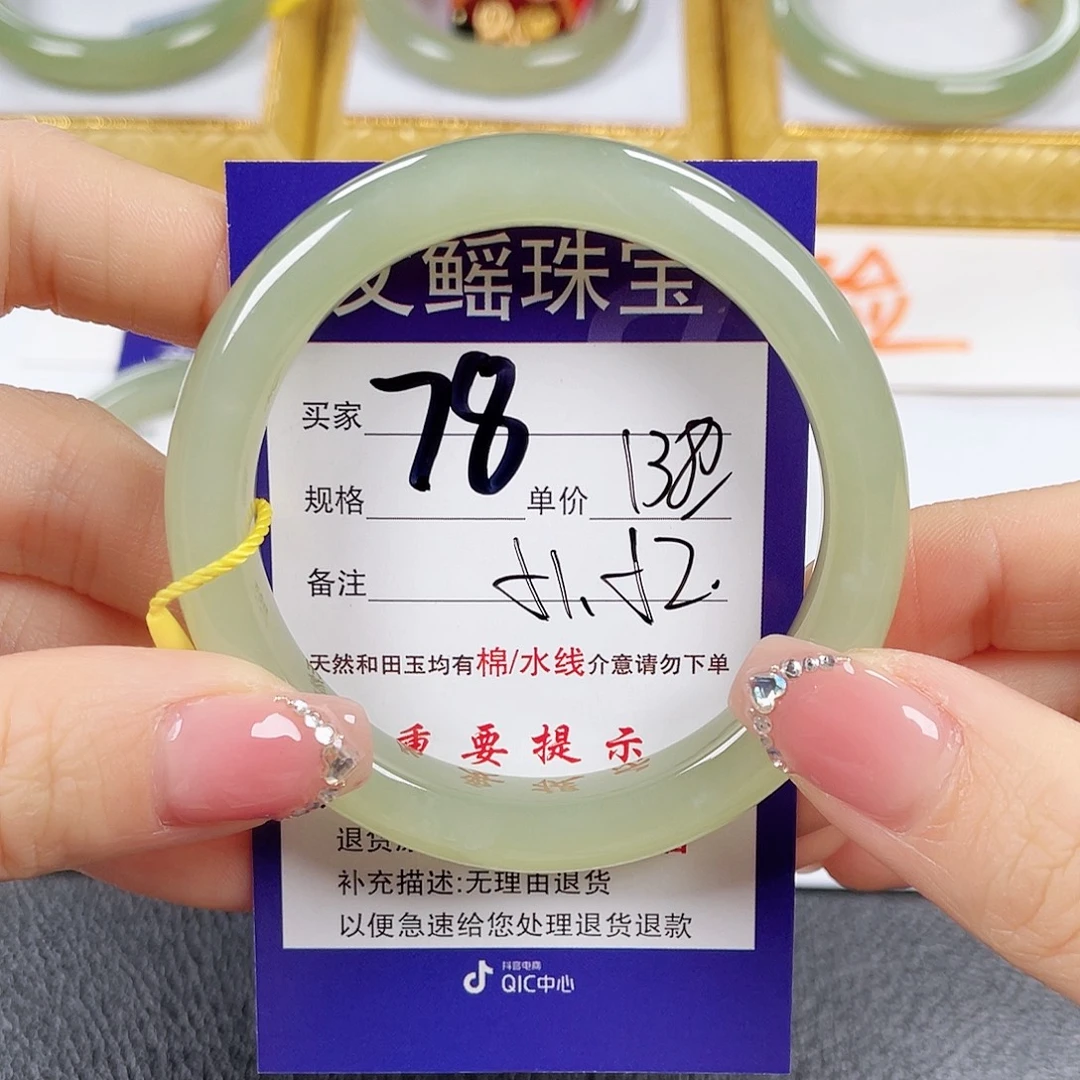 鳐珠宝
买家 78
规格 单价 1380
备注
天然和田玉均有棉/水线介意请勿下单
重要提示
退货
补充描述:无理由退货
以便急速给您处理退货退款
抖音电商
QIC中心
验